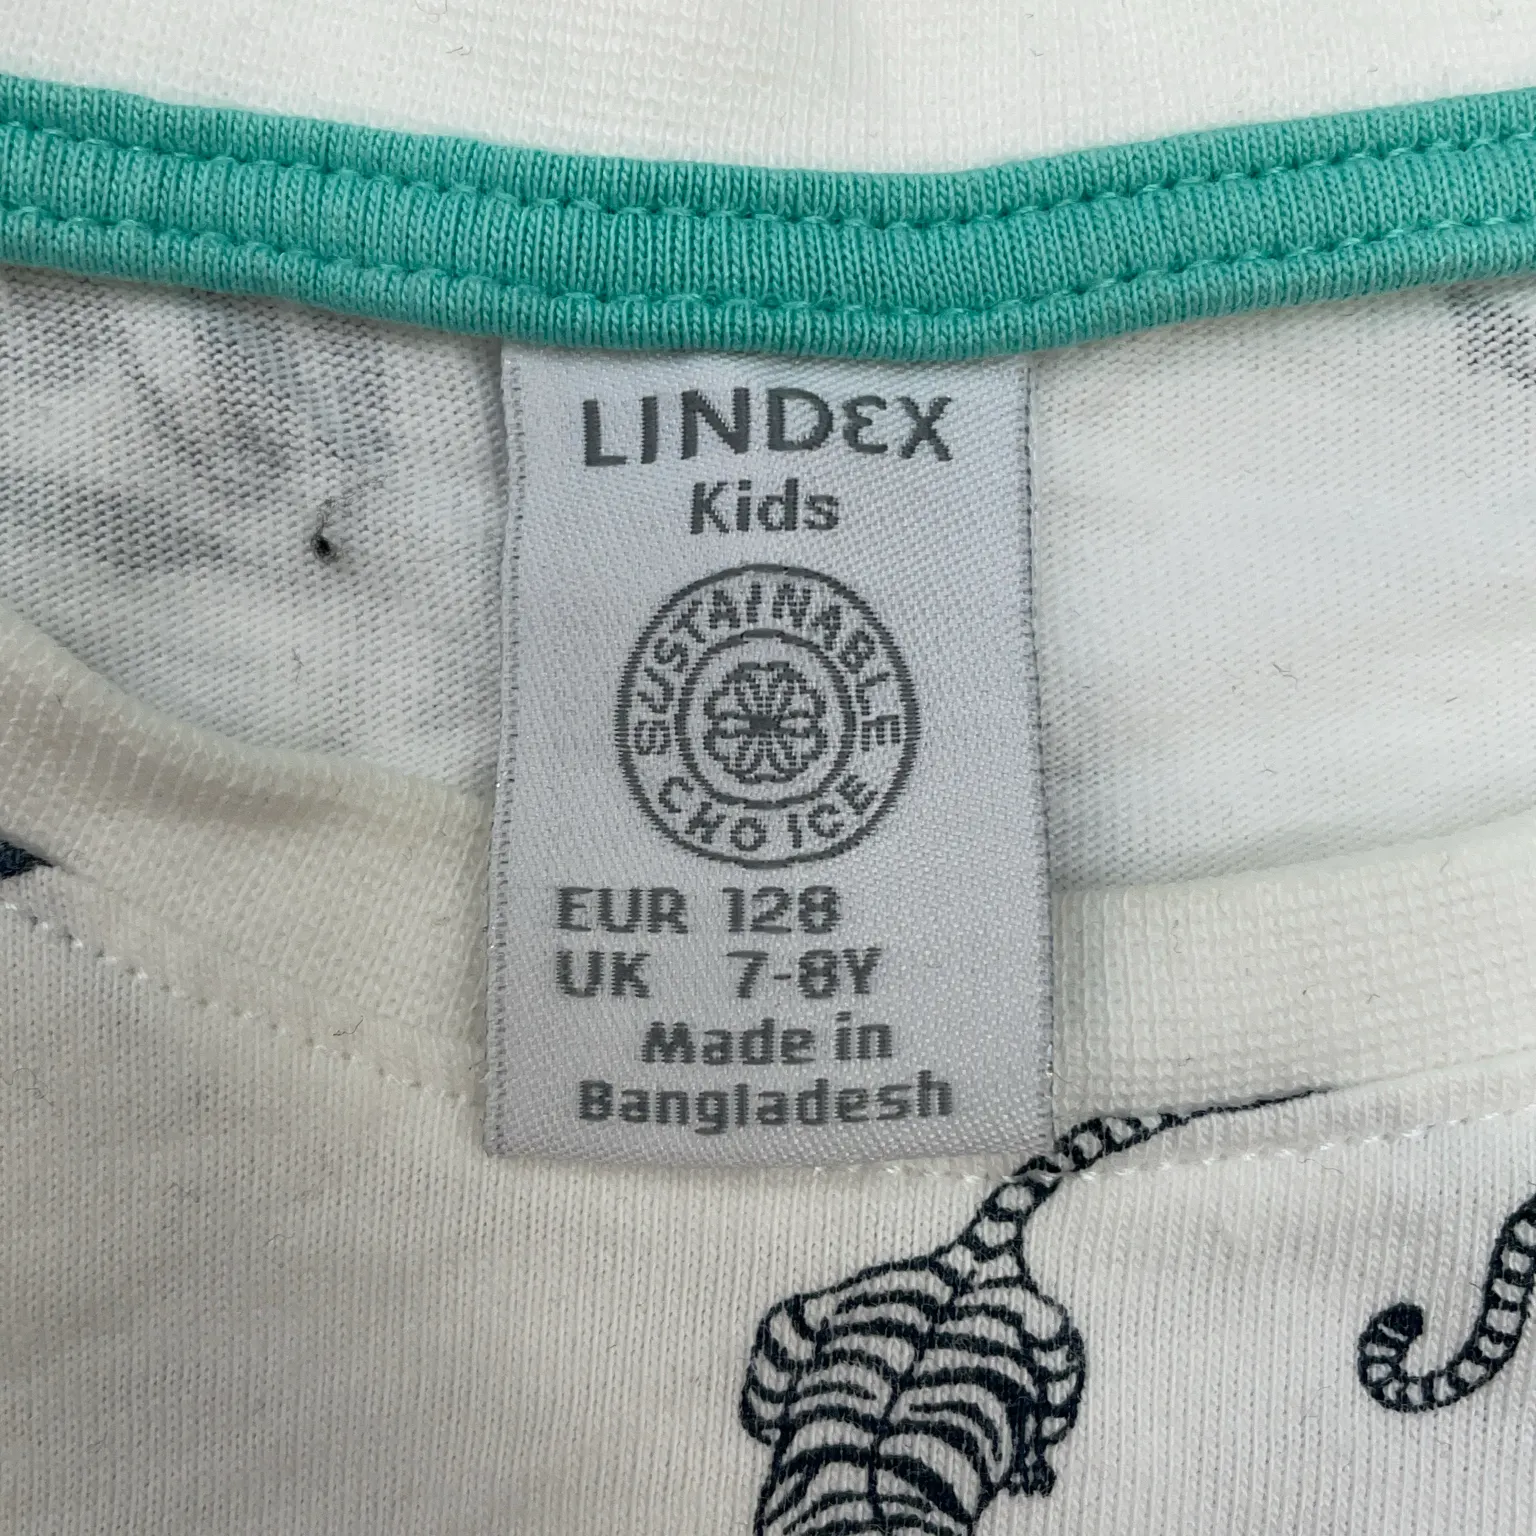 LINDEX
Kids
SUSTAINABLE
CHOICE
EUR 128
UK 7-8Y
Made in
Bangladesh